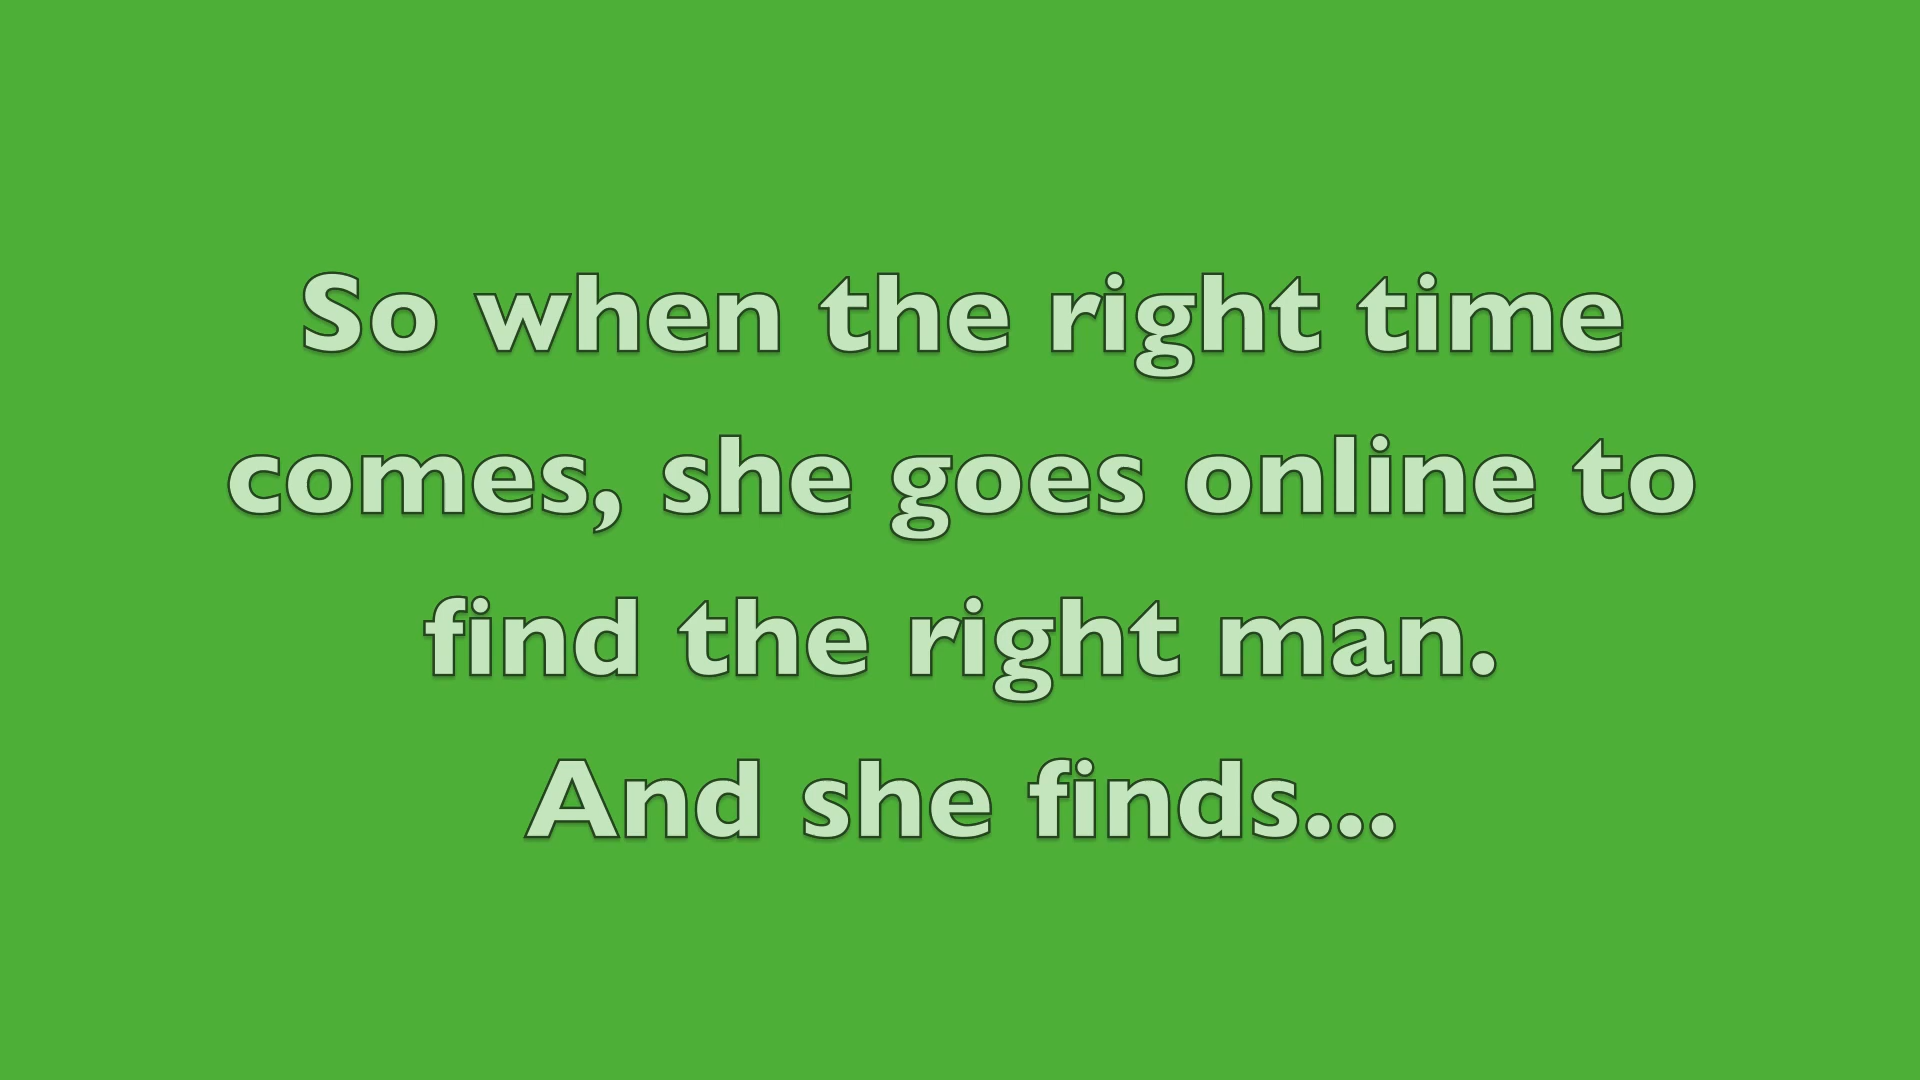 So when the right time
comes, she goes online to
find the right man.
And she finds...